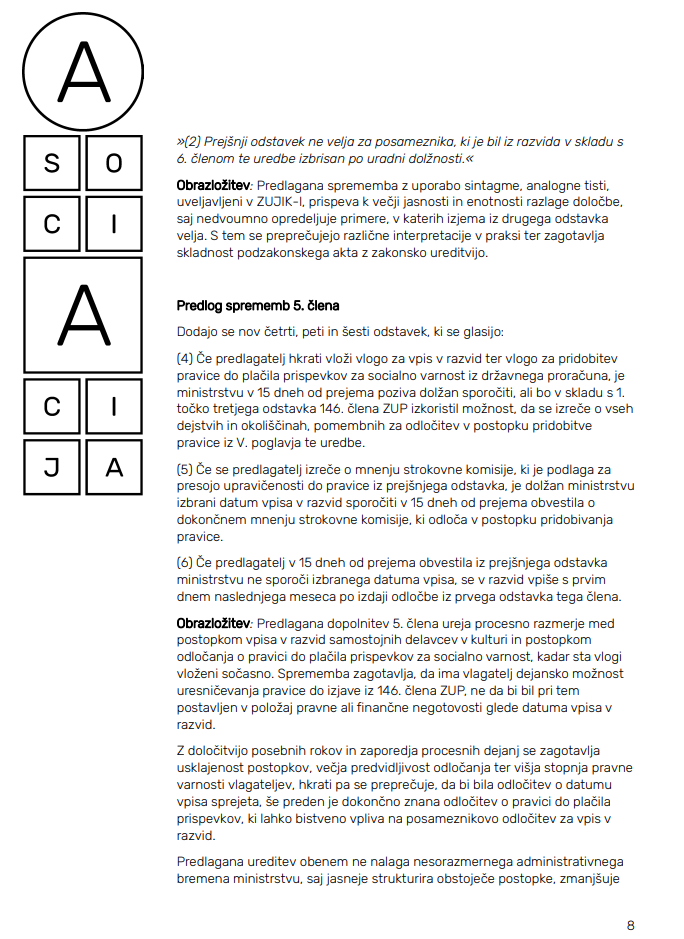 A
S O
C I
A
C I
J A
»(2) Prejšnji odstavek ne velja za posameznika, ki je bil iz razvida v skladu s
6. členom te uredbe izbrisan po uradni dolžnosti.«
Obrazložitev: Predlagana sprememba z uporabo sintagme, analogne tisti,
uveljavljeni v ZUJIK-I, prispeva k večji jasnosti in enotnosti razlage določbe,
saj nedvoumno opredeljuje primere, v katerih izjema iz drugega odstavka
velja. S tem se preprečujejo različne interpretacije v praksi ter zagotavlja
skladnost podzakonskega akta z zakonsko ureditvijo.
Predlog sprememb 5. člena
Dodajo se nov četrti, peti in šesti odstavek, ki se glasijo:
(4) Če predlagatelj hkrati vloži vlogo za vpis v razvid ter vlogo za pridobitev
pravice do plačila prispevkov za socialno varnost iz državnega proračuna, je
ministrstvu v 15 dneh od prejema poziva dolžan sporočiti, ali bo v skladu s 1.
točko tretjega odstavka 146. člena ZUP izkoristil možnost, da se izreče o vseh
dejstvih in okoliščinah, pomembnih za odločitev v postopku pridobitve
pravice iz V. poglavja te uredbe.
(5) Če se predlagatelj izreče o mnenju strokovne komisije, ki je podlaga za
presojo upravičenosti do pravice iz prejšnjega odstavka, je dolžan ministrstvu
izbrani datum vpisa v razvid sporočiti v 15 dneh od prejema obvestila o
dokončnem mnenju strokovne komisije, ki odloča v postopku pridobivanja
pravice.
(6) Če predlagatelj v 15 dneh od prejema obvestila iz prejšnjega odstavka
ministrstvu ne sporoči izbranega datuma vpisa, se v razvid vpiše s prvim
dnem naslednjega meseca po izdaji odločbe iz prvega odstavka tega člena.
Obrazložitev: Predlagana dopolnitev 5. člena ureja procesno razmerje med
postopkom vpisa v razvid samostojnih delavcev v kulturi in postopkom
odločanja o pravici do plačila prispevkov za socialno varnost, kadar sta vlogi
vloženi sočasno. Sprememba zagotavlja, da ima vlagatelj dejansko možnost
uresničevanja pravice do izjave iz 146. člena ZUP, ne da bi bil pri tem
postavljen v položaj pravne ali finančne negotovosti glede datuma vpisa v
razvid.
Z določitvijo posebnih rokov in zaporedja procesnih dejanj se zagotavlja
usklajenost postopkov, večja predvidljivost odločanja ter višja stopnja pravne
varnosti vlagateljev, hkrati pa se preprečuje, da bi bila odločitev o datumu
vpisa sprejeta, še preden je dokončno znana odločitev o pravici do plačila
prispevkov, ki lahko bistveno vpliva na posameznikovo odločitev za vpis v
razvid.
Predlagana ureditev obenem ne nalaga nesorazmernega administrativnega
bremena ministrstvu, saj jasneje strukturira obstoječe postopke, zmanjšuje
8